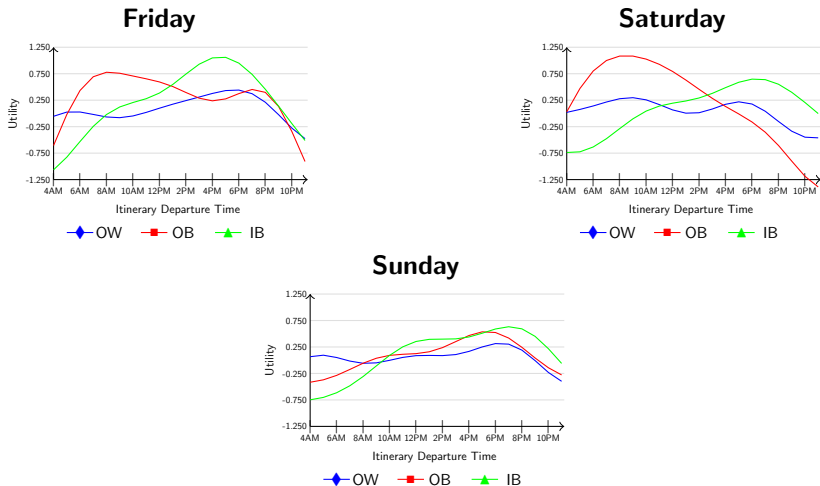 Friday
1.250
0.750
0.250
-0.250
-0.750
-1.250
Utility
4AM 6AM 8AM 10AM 12PM 2PM 4PM 6PM 8PM 10PM
Itinerary Departure Time
OW OB IB
Saturday
1.250
0.750
0.250
-0.250
-0.750
-1.250
Utility
4AM 6AM 8AM 10AM 12PM 2PM 4PM 6PM 8PM 10PM
Itinerary Departure Time
OW OB IB
Sunday
1.250
0.750
0.250
-0.250
-0.750
-1.250
Utility
4AM 6AM 8AM 10AM 12PM 2PM 4PM 6PM 8PM 10PM
Itinerary Departure Time
OW OB IB